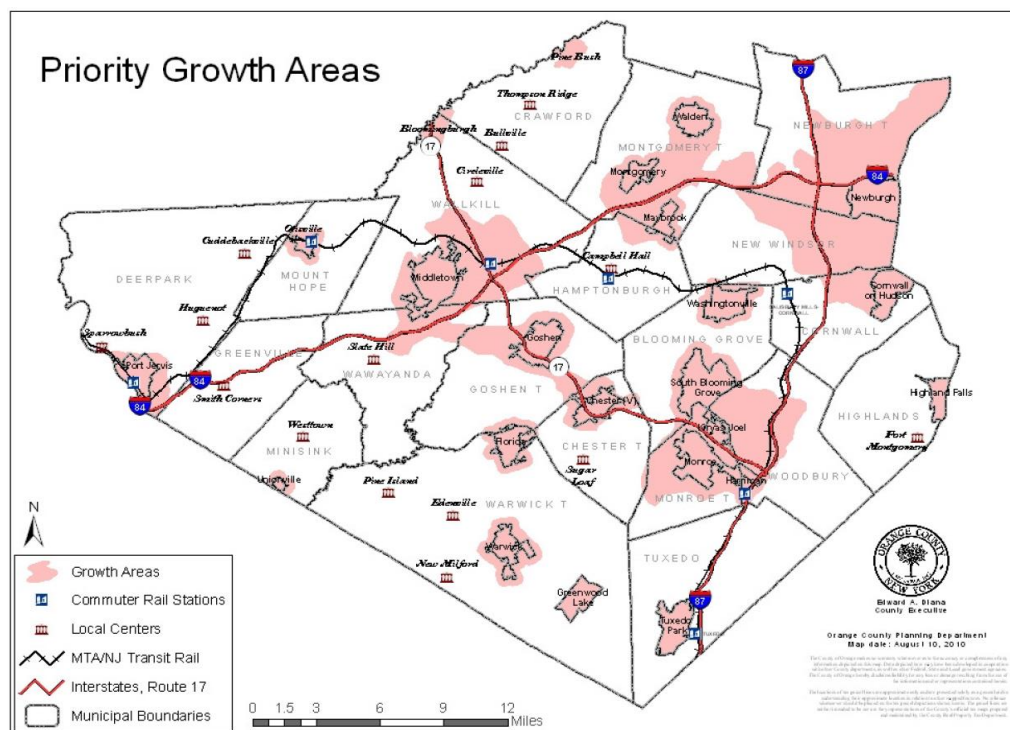 Priority Growth Areas
Pine Bush
87
Thompson Ridge
CRAWFORD
Walden
NEWBURGH T
Bloomingburgh
Bullville
17
MONTGOMERY T
Circleville
Montgomery
84
WALLKILL
Newburgh
Maybrook
Otisville
Cuddebackville
NEW WINDSOR
DEERPARK
MOUNT
HOPE
Middletown
Campbell Hall
HAMPTONBURGH
Washingtonville
Cornwall
on Hudson
Huguenot
CORNWALL
Sparrowbush
GREENVILLE
Slate Hill
Goshen
BLOOMING GROVE
Port Jervis
WAWAYANDA
17
84
Smith Corners
GOSHEN T
South Blooming
Grove
84
Chester (V)
Highland Falls
HIGHLANDS
Westtown
Florida
Kiryas Joel
Fort
Montgomery
MINISINK
CHESTER T
Monroe
WOODBURY
Sugar
Loaf
Harriman
Unionville
Pine Island
MONROE T
Edenville
WARWICK T
N
Warwick
TUXEDO
New Milford
Greenwood
Lake
87
Tuxedo
Park
Growth Areas
Commuter Rail Stations
Local Centers
MTA/NJ Transit Rail
Interstates, Route 17
Municipal Boundaries
0 1.5 3 6 9 12
Miles
ORANGE COUNTY
NEW YORK
Edward A. Diana
County Executive
Orange County Planning Department
Map date: August 10, 2010